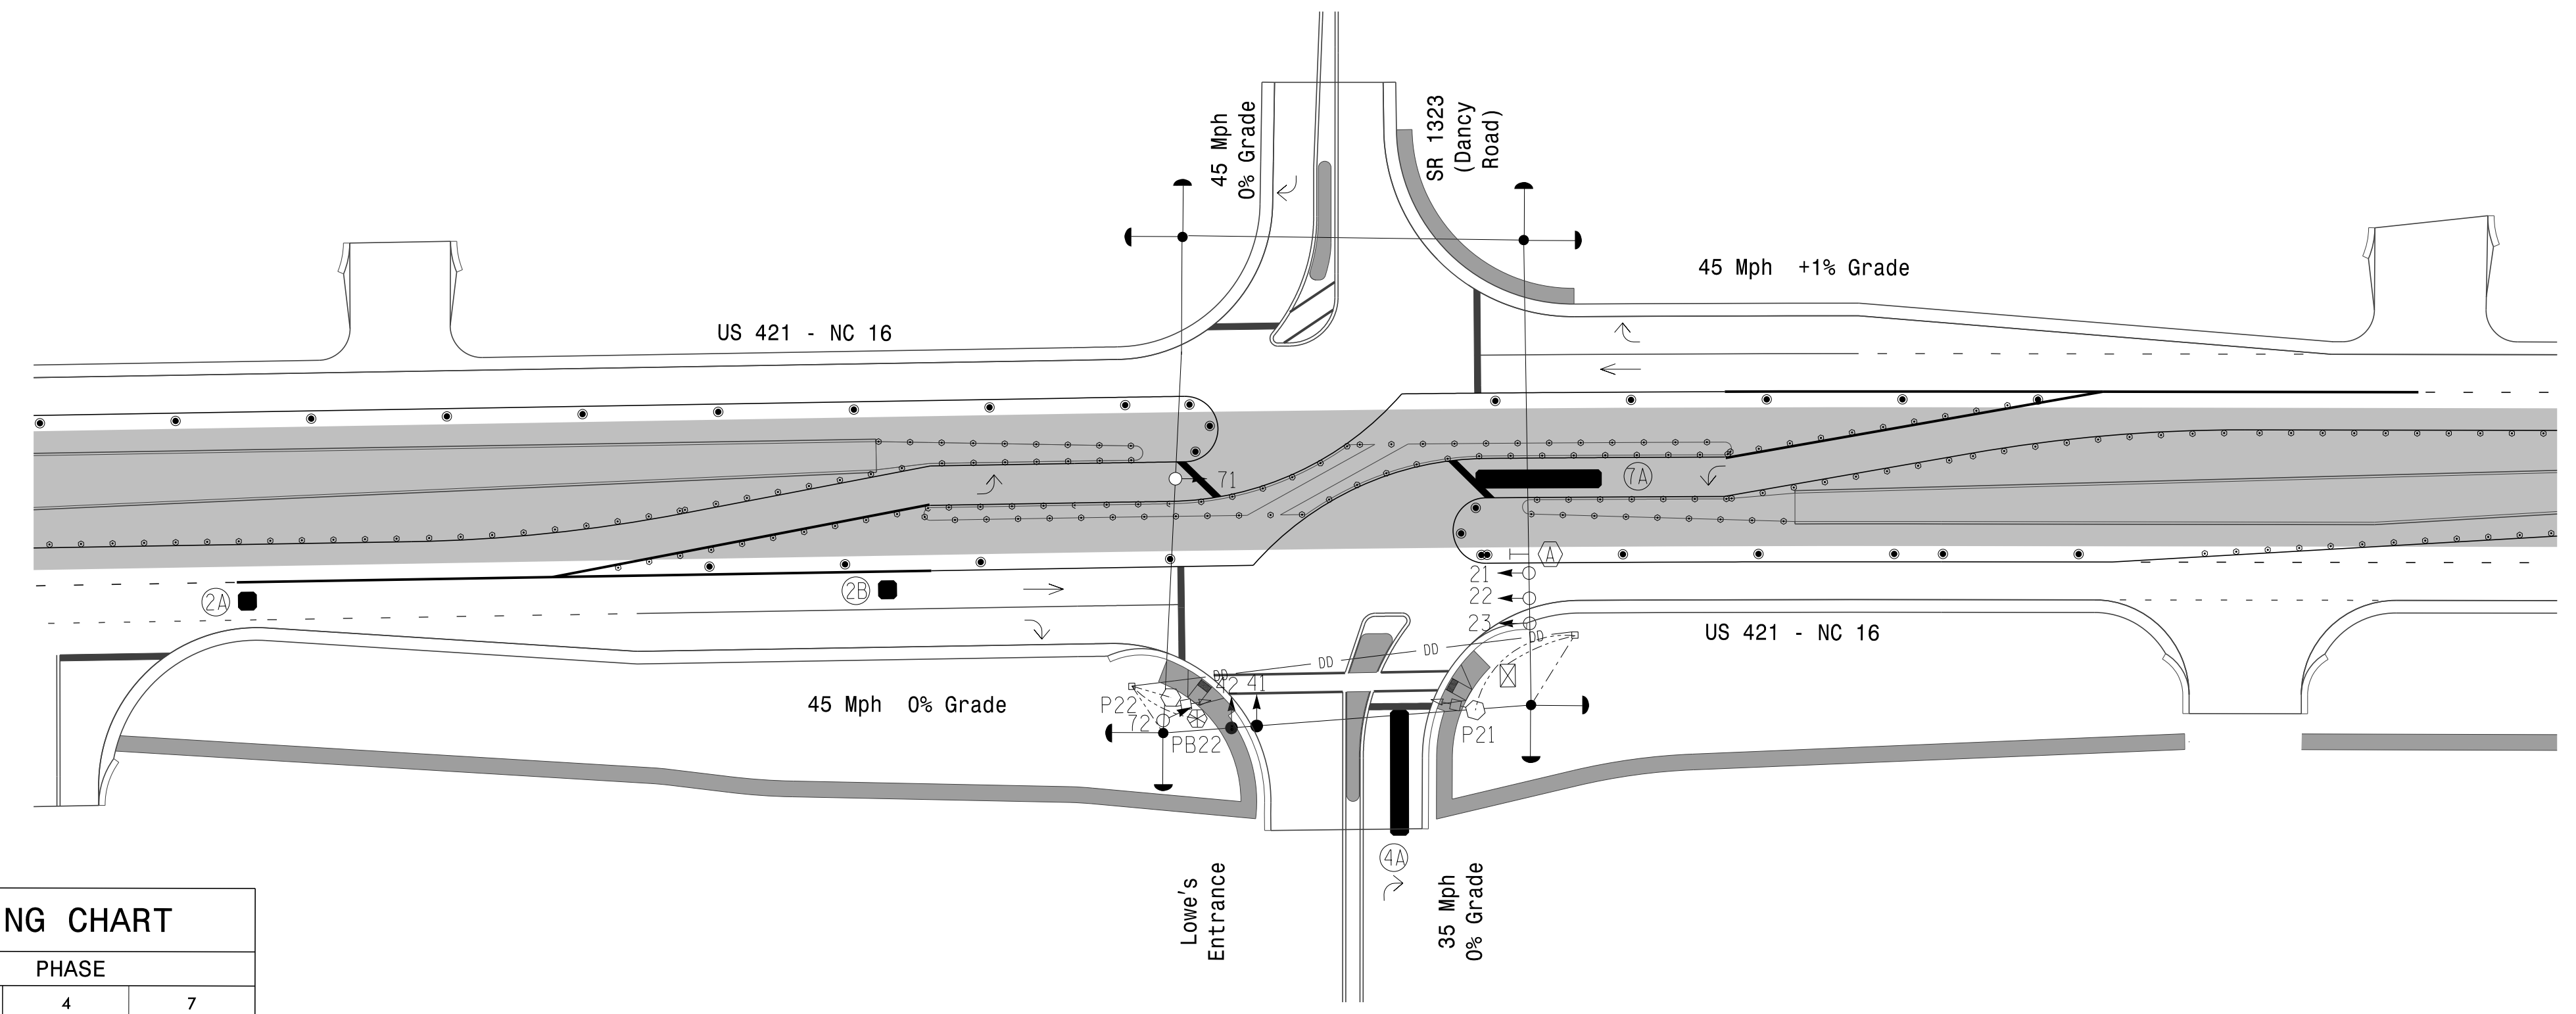 45 Mph
0% Grade
SR 1323
(Dancy
Road)
45 Mph +1% Grade
US 421 - NC 16
71
7A
A
21
22
23
2A
2B
US 421 - NC 16
DD
DD
DD
DD
42
41
45 Mph 0% Grade
P22
72
PB22
P21
4A
Lowe's
Entrance
35 Mph
0% Grade
NG CHART
PHASE
4
7